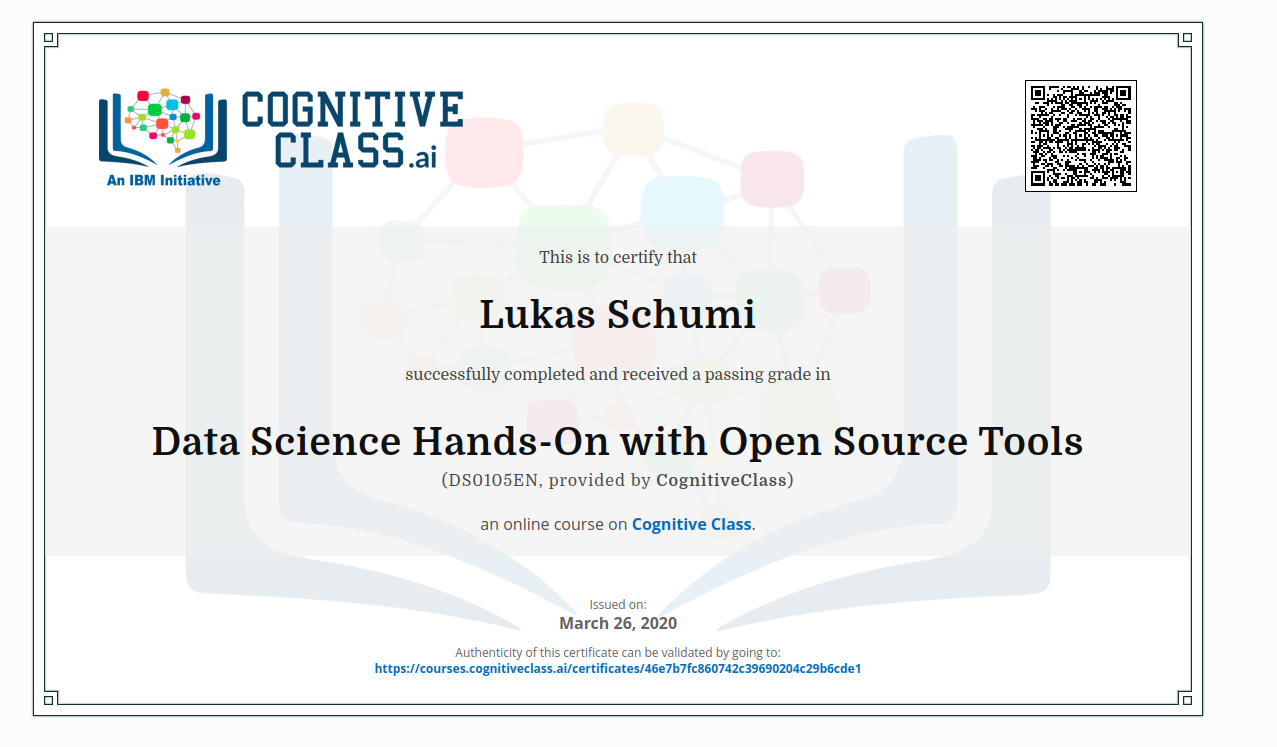 COGNITIVE
CLASS.ai
An IBM Initiative
This is to certify that
Lukas Schumi
successfully completed and received a passing grade in
Data Science Hands-On with Open Source Tools
(DS0105EN, provided by CognitiveClass)
an online course on Cognitive Class.
Issued on:
March 26, 2020
Authenticity of this certificate can be validated by going to:
https://courses.cognitiveclass.ai/certificates/46e7b7fc860742c39690204c29b6cde1